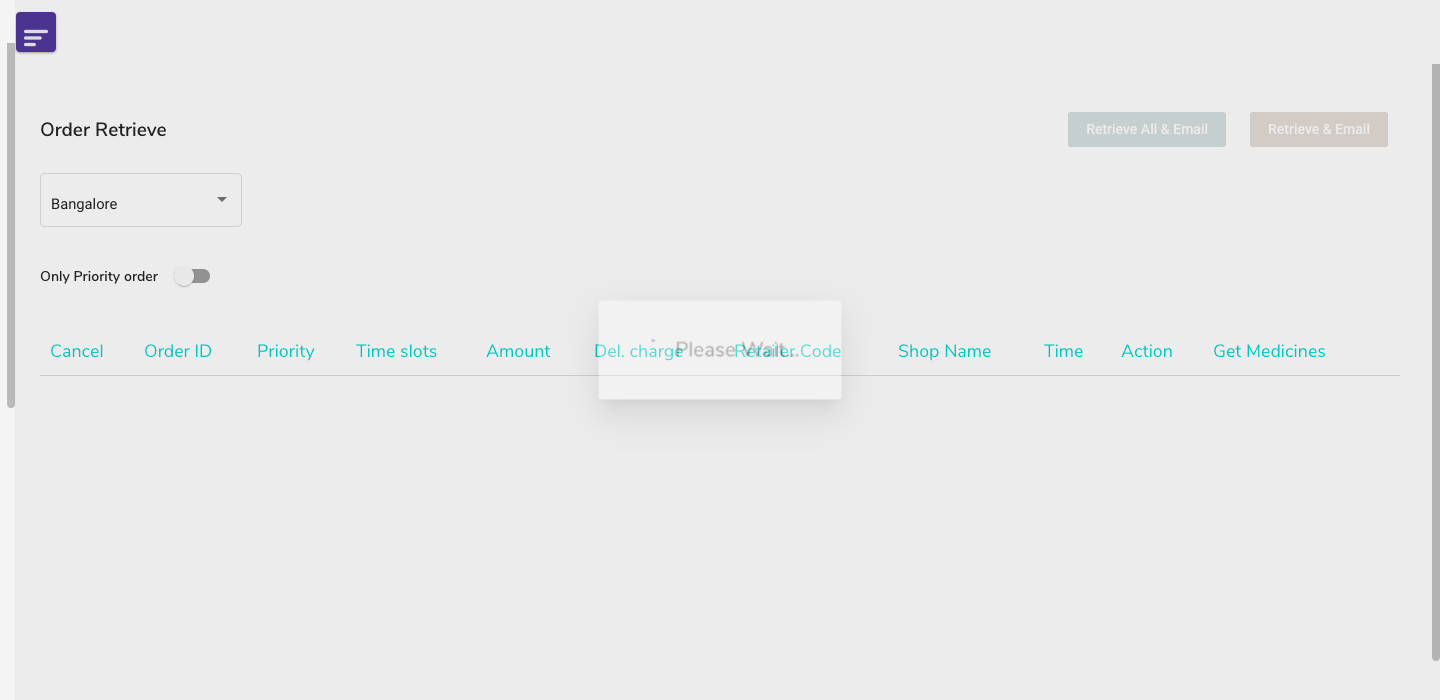 Order Retrieve
Retrieve All & Email
Retrieve & Email
Bangalore
Only Priority order
Cancel Order ID Priority Time slots Amount Del. charge Retailer Code Shop Name Time Action Get Medicines
Please Wait...